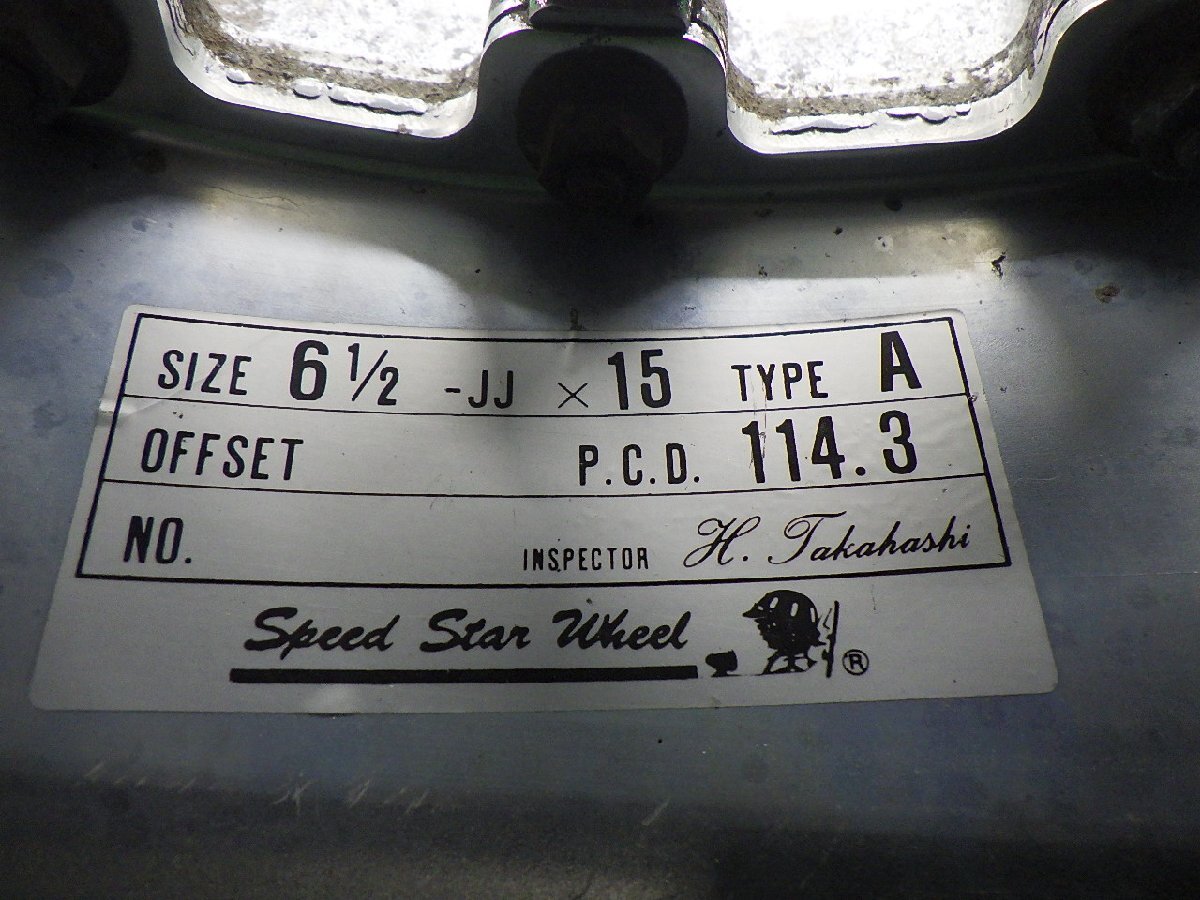 SIZE 6 1/2 -JJ × 15 TYPE A
OFFSET P.C.D. 114.3
NO. INSPECTOR H. Takahashi
Speed Star Wheel ®